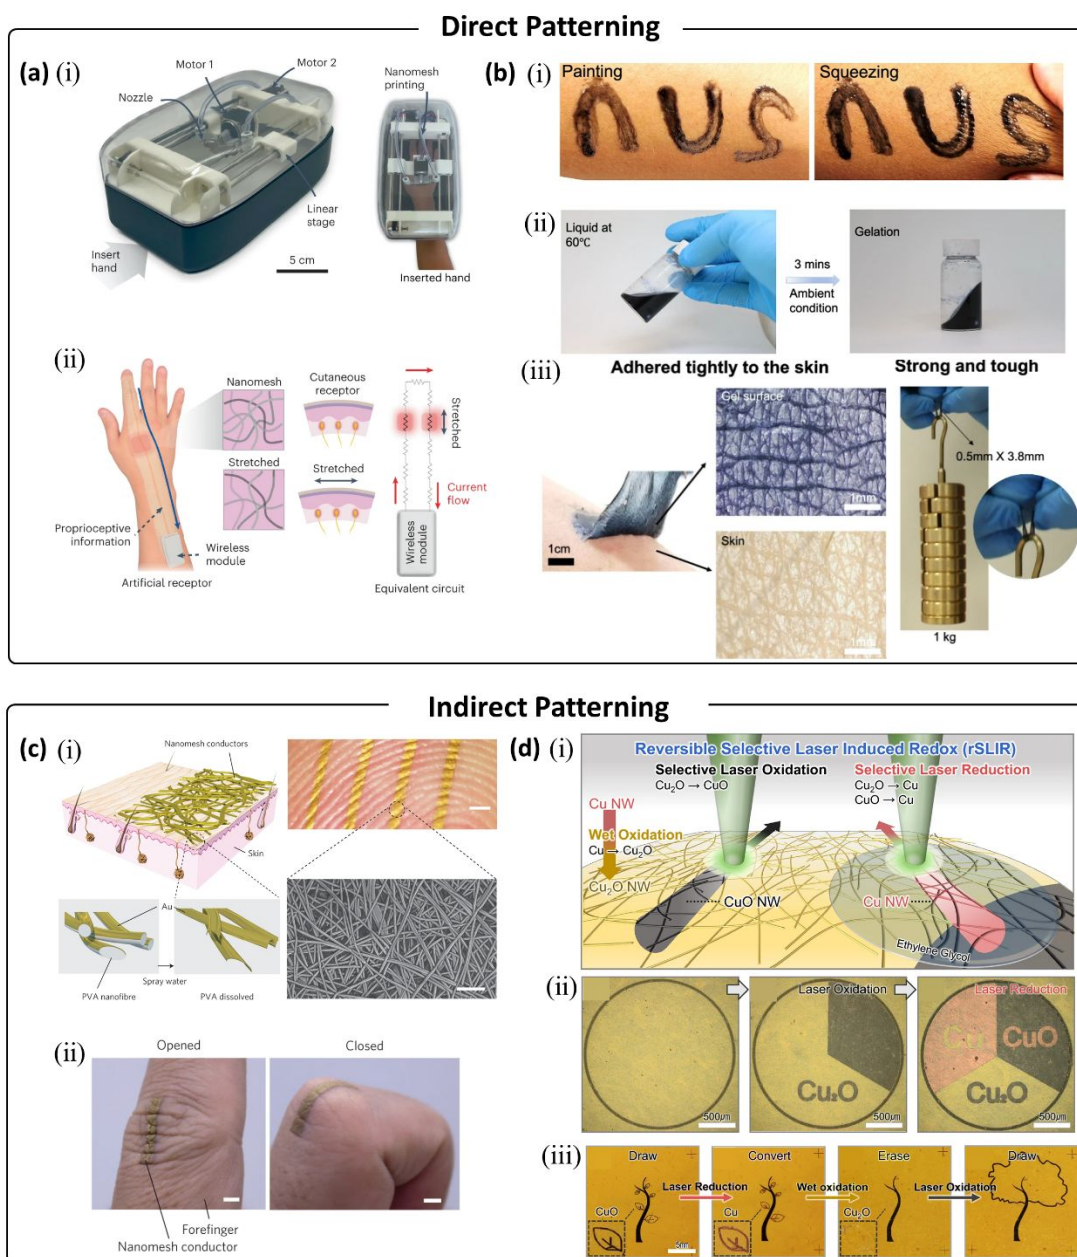 Direct Patterning
(a) (i)
Motor 1
Motor 2
Nozzle
Linear
stage
Insert
hand
5 cm
Nanomesh
printing
Inserted hand
(ii)
Nanomesh
Stretched
Proprioceptive
information
Wireless
module
Artificial receptor
Cutaneous
receptor
Stretched
Stretched
Current
flow
Wireless
module
Equivalent circuit
(b) (i)
Painting
Squeezing
nus
nus
(ii)
Liquid at
60℃
3 mins
Ambient
condition
Gelation
(iii)
Adhered tightly to the skin
Strong and tough
Gel surface
1mm
1cm
Skin
1mm
0.5mm X 3.8mm
1 kg
Indirect Patterning
(c) (i)
Nanomesh conductors
Skin
Au
Spray water
PVA nanofibre
PVA dissolved
(ii)
Opened
Closed
Forefinger
Nanomesh conductor
(d) (i)
Reversible Selective Laser Induced Redox (rSLIR)
Selective Laser Oxidation
Cu₂O → CuO
Selective Laser Reduction
Cu₂O → Cu
CuO → Cu
Cu NW
Wet Oxidation
Cu → Cu₂O
Cu₂O NW
CuO NW
Cu NW
Ethylene Glycol
(ii)
500㎛
Laser Oxidation
Cu₂O
500㎛
Laser Reduction
Cu
CuO
Cu₂O
500㎛
(iii)
Draw
CuO
5mm
Laser Reduction
Convert
Cu
Wet oxidation
Erase
Cu₂O
Laser Oxidation
Draw